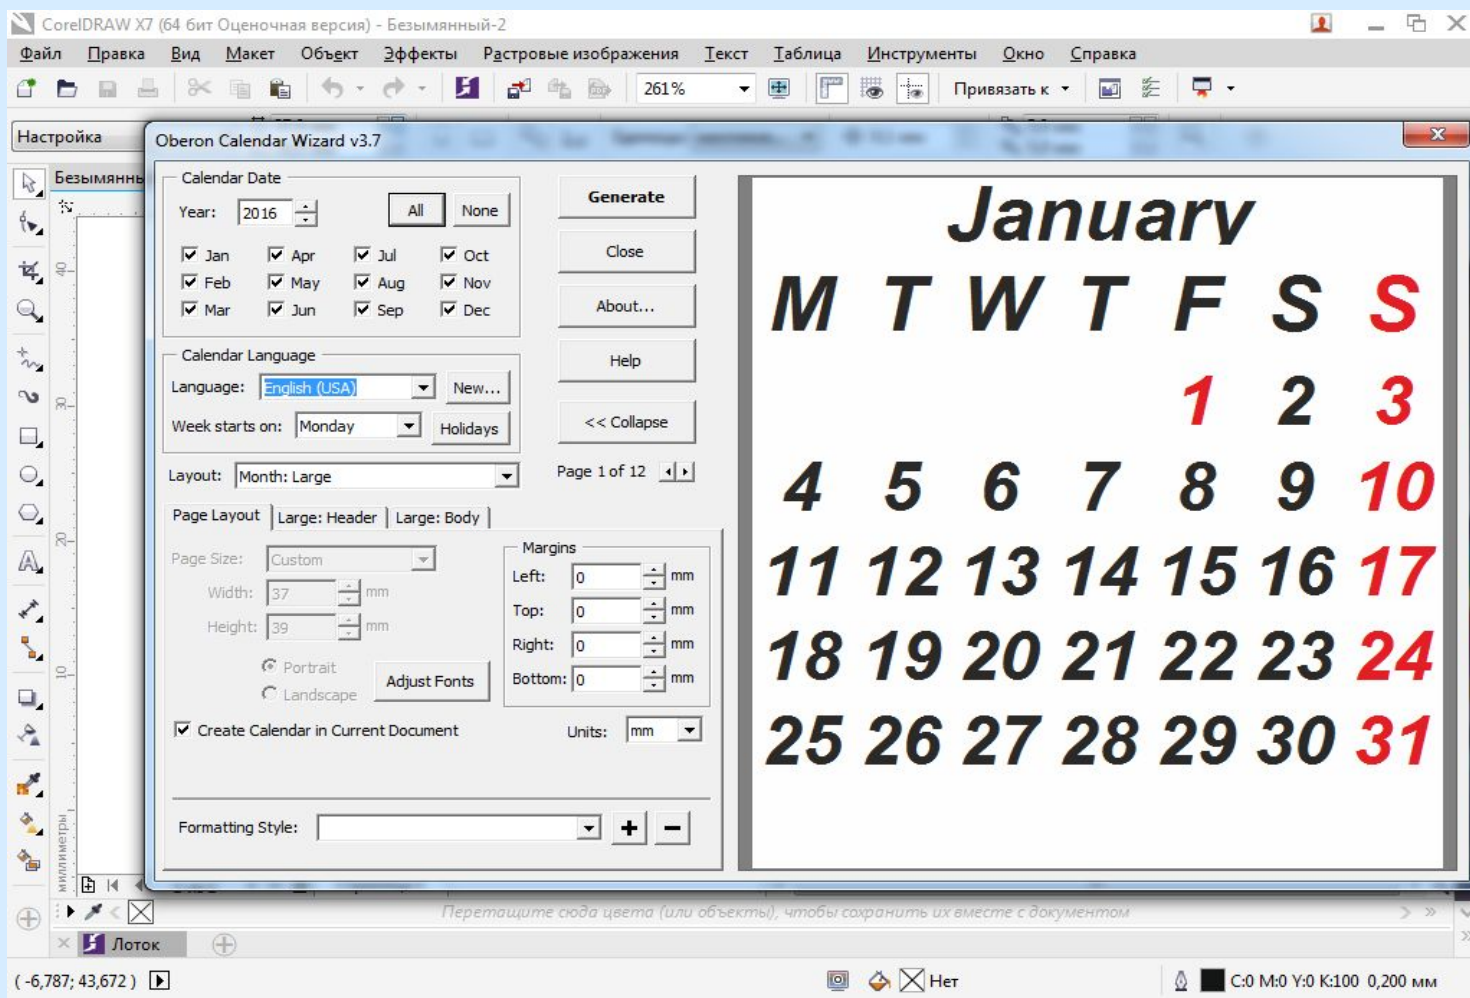 CorelDRAW X7 (64 бит Оценочная версия) - Безымянный-2
Файл Правка Вид Макет Объект Эффекты Растровые изображения Текст Таблица Инструменты Окно Справка
261% Привязать к
Настройка
Безымянны
Oberon Calendar Wizard v3.7
Calendar Date
Year: 2016 All None
Jan Apr Jul Oct
Feb May Aug Nov
Mar Jun Sep Dec
Calendar Language
Language: English (USA) New...
Week starts on: Monday Holidays
Layout: Month: Large
Page Layout Large: Header Large: Body
Page Size: Custom
Width: 37 mm
Height: 39 mm
Portrait
Landscape
Adjust Fonts
Margins
Left: 0 mm
Top: 0 mm
Right: 0 mm
Bottom: 0 mm
Create Calendar in Current Document
Units: mm
Formatting Style:
Generate
Close
About...
Help
<< Collapse
Page 1 of 12
January
M T W T F S S
1 2 3
4 5 6 7 8 9 10
11 12 13 14 15 16 17
18 19 20 21 22 23 24
25 26 27 28 29 30 31
40
30
20
10
миллиметры
Перетащите сюда цвета (или объекты), чтобы сохранить их вместе с документом
Лоток
( -6,787; 43,672 )
Нет
C:0 M:0 Y:0 K:100 0,200 мм